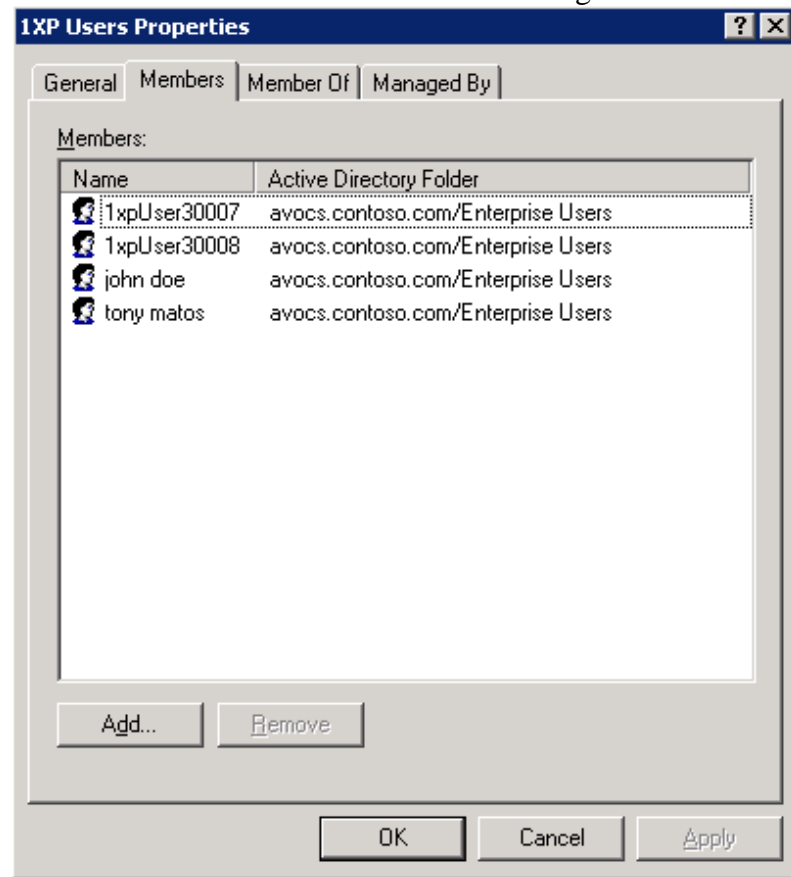 1XP Users Properties
General Members Member Of Managed By
Members:
Name Active Directory Folder
1xpUser30007 avocs.contoso.com/Enterprise Users
1xpUser30008 avocs.contoso.com/Enterprise Users
john doe avocs.contoso.com/Enterprise Users
tony matos avocs.contoso.com/Enterprise Users
Add... Remove
OK Cancel Apply